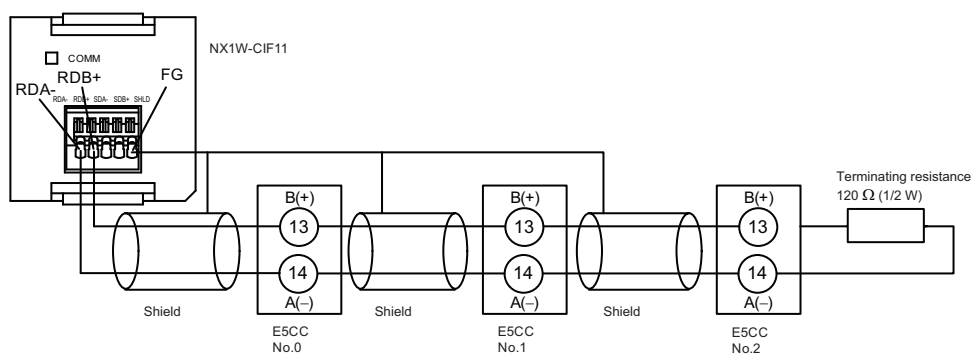 NX1W-CIF11
COMM
RDB+
FG
RDA-
RDA- RDB+ SDA- SDB+ SHLD
Terminating resistance
120 Ω (1/2 W)
B(+)
13
14
A(−)
B(+)
13
14
A(−)
B(+)
13
14
A(−)
Shield
Shield
Shield
E5CC
No.0
E5CC
No.1
E5CC
No.2